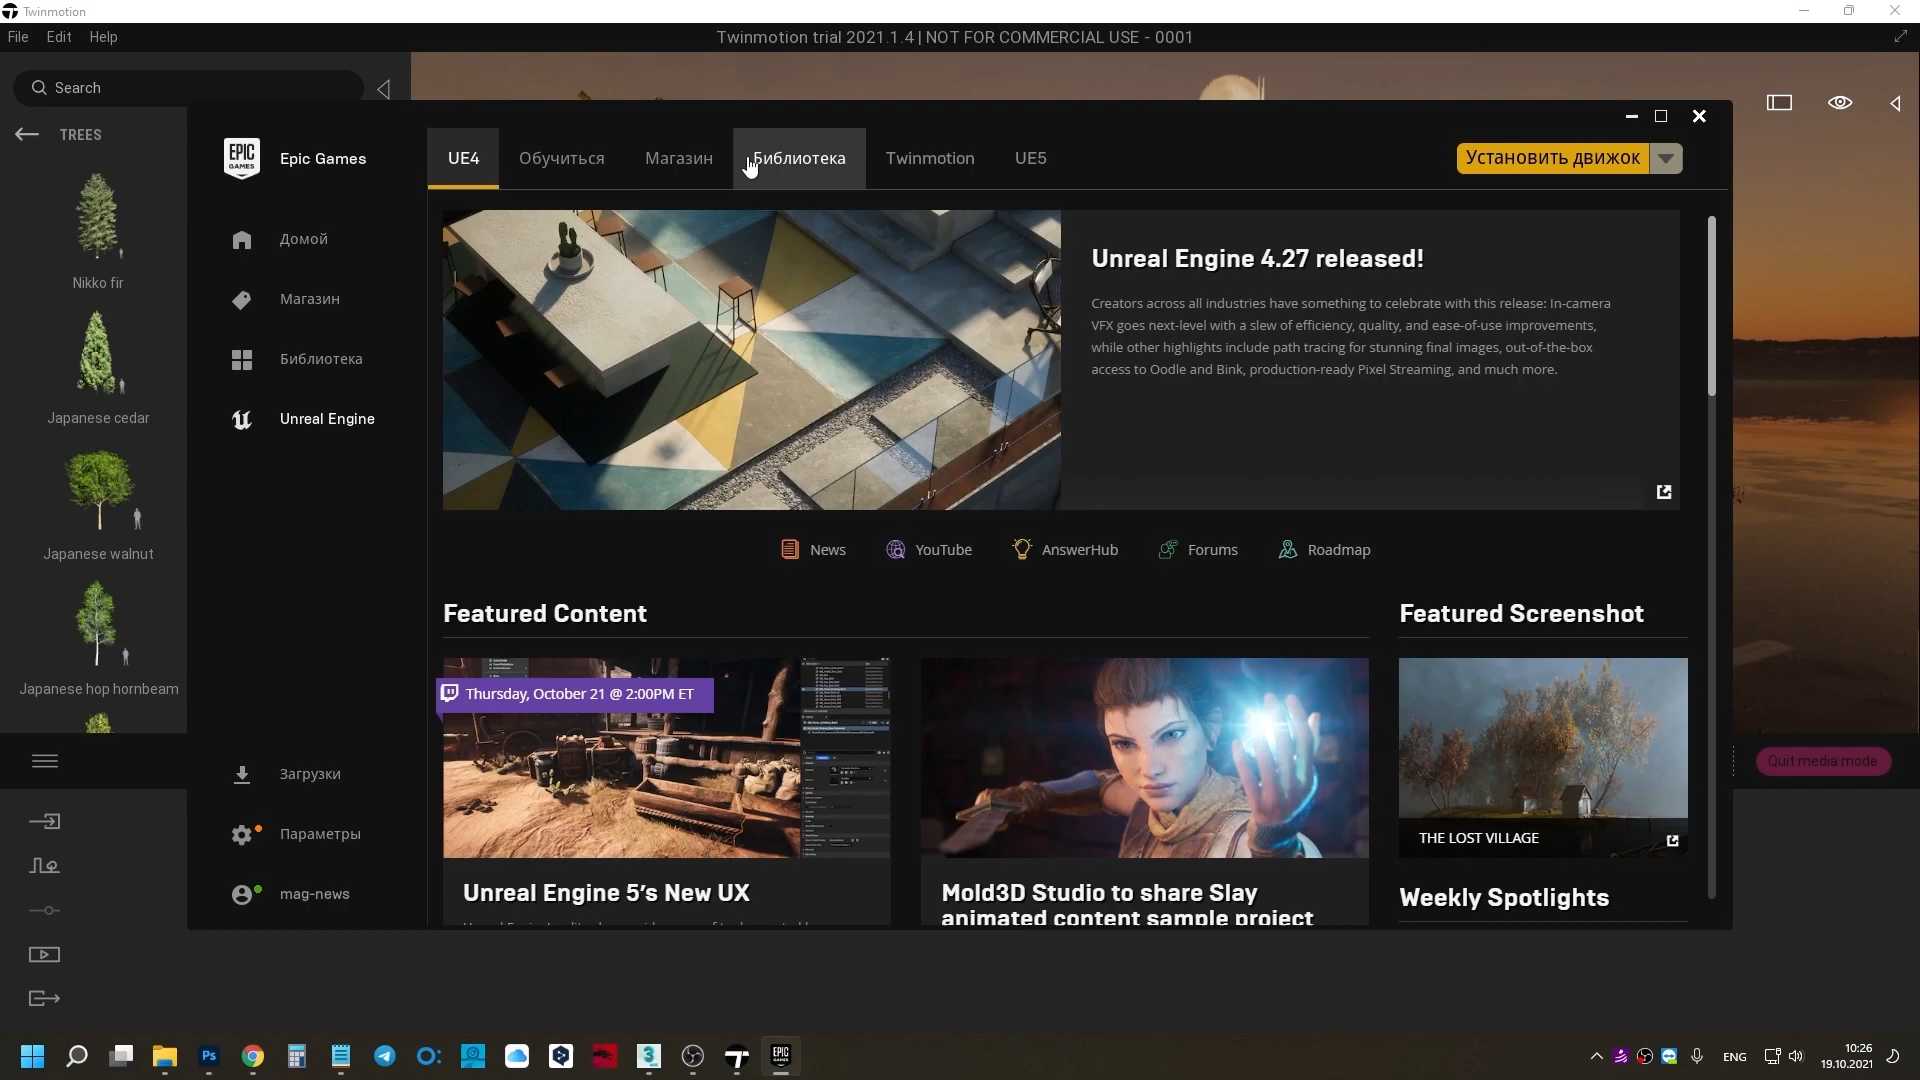 Twinmotion
File Edit Help
Twinmotion trial 2021.1.4 | NOT FOR COMMERCIAL USE - 0001
Search
TREES
Nikko fir
Japanese cedar
Japanese walnut
Japanese hop hornbeam
EPIC
GAMES
Epic Games
Домой
Магазин
Библиотека
Unreal Engine
Загрузки
Параметры
mag-news
UE4 Обучиться Магазин Библиотека Twinmotion UE5
Установить движок
Unreal Engine 4.27 released!
Creators across all industries have something to celebrate with this release: In-camera
VFX goes next-level with a slew of efficiency, quality, and ease-of-use improvements,
while other highlights include path tracing for stunning final images, out-of-the-box
access to Oodle and Bink, production-ready Pixel Streaming, and much more.
News YouTube AnswerHub Forums Roadmap
Featured Content
Thursday, October 21 @ 2:00PM ET
Unreal Engine 5's New UX
Mold3D Studio to share Slay
animated content sample project
Featured Screenshot
THE LOST VILLAGE
Weekly Spotlights
Quit media mode
Ps
3
EPIC
GAMES
ENG
10:26
19.10.2021